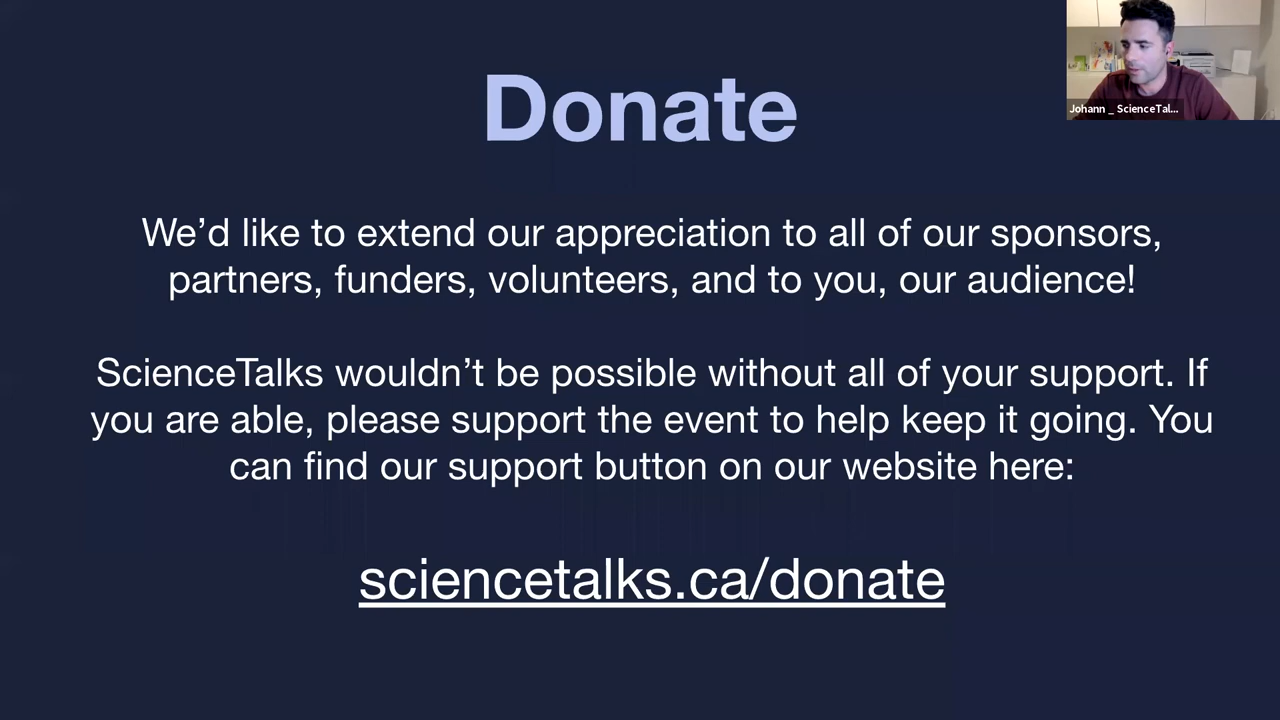 Donate
Johann _ ScienceTal...
We’d like to extend our appreciation to all of our sponsors,
partners, funders, volunteers, and to you, our audience!
ScienceTalks wouldn’t be possible without all of your support. If
you are able, please support the event to help keep it going. You
can find our support button on our website here:
sciencetalks.ca/donate